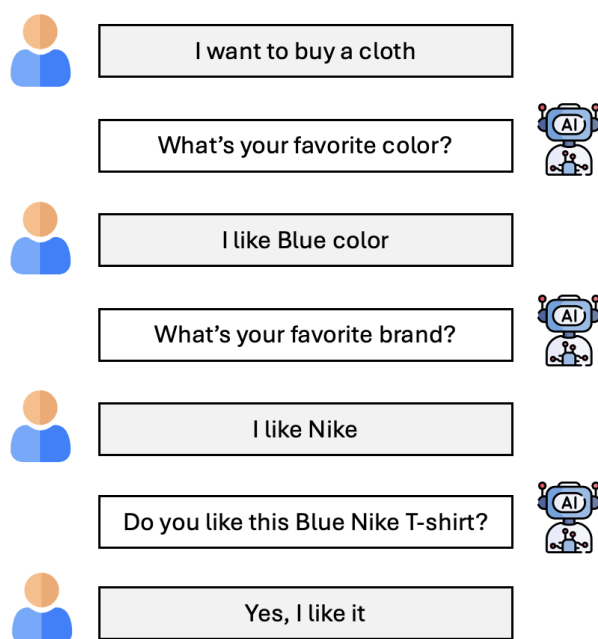 I want to buy a cloth
What's your favorite color?
AI
I like Blue color
What's your favorite brand?
AI
I like Nike
Do you like this Blue Nike T-shirt?
AI
Yes, I like it